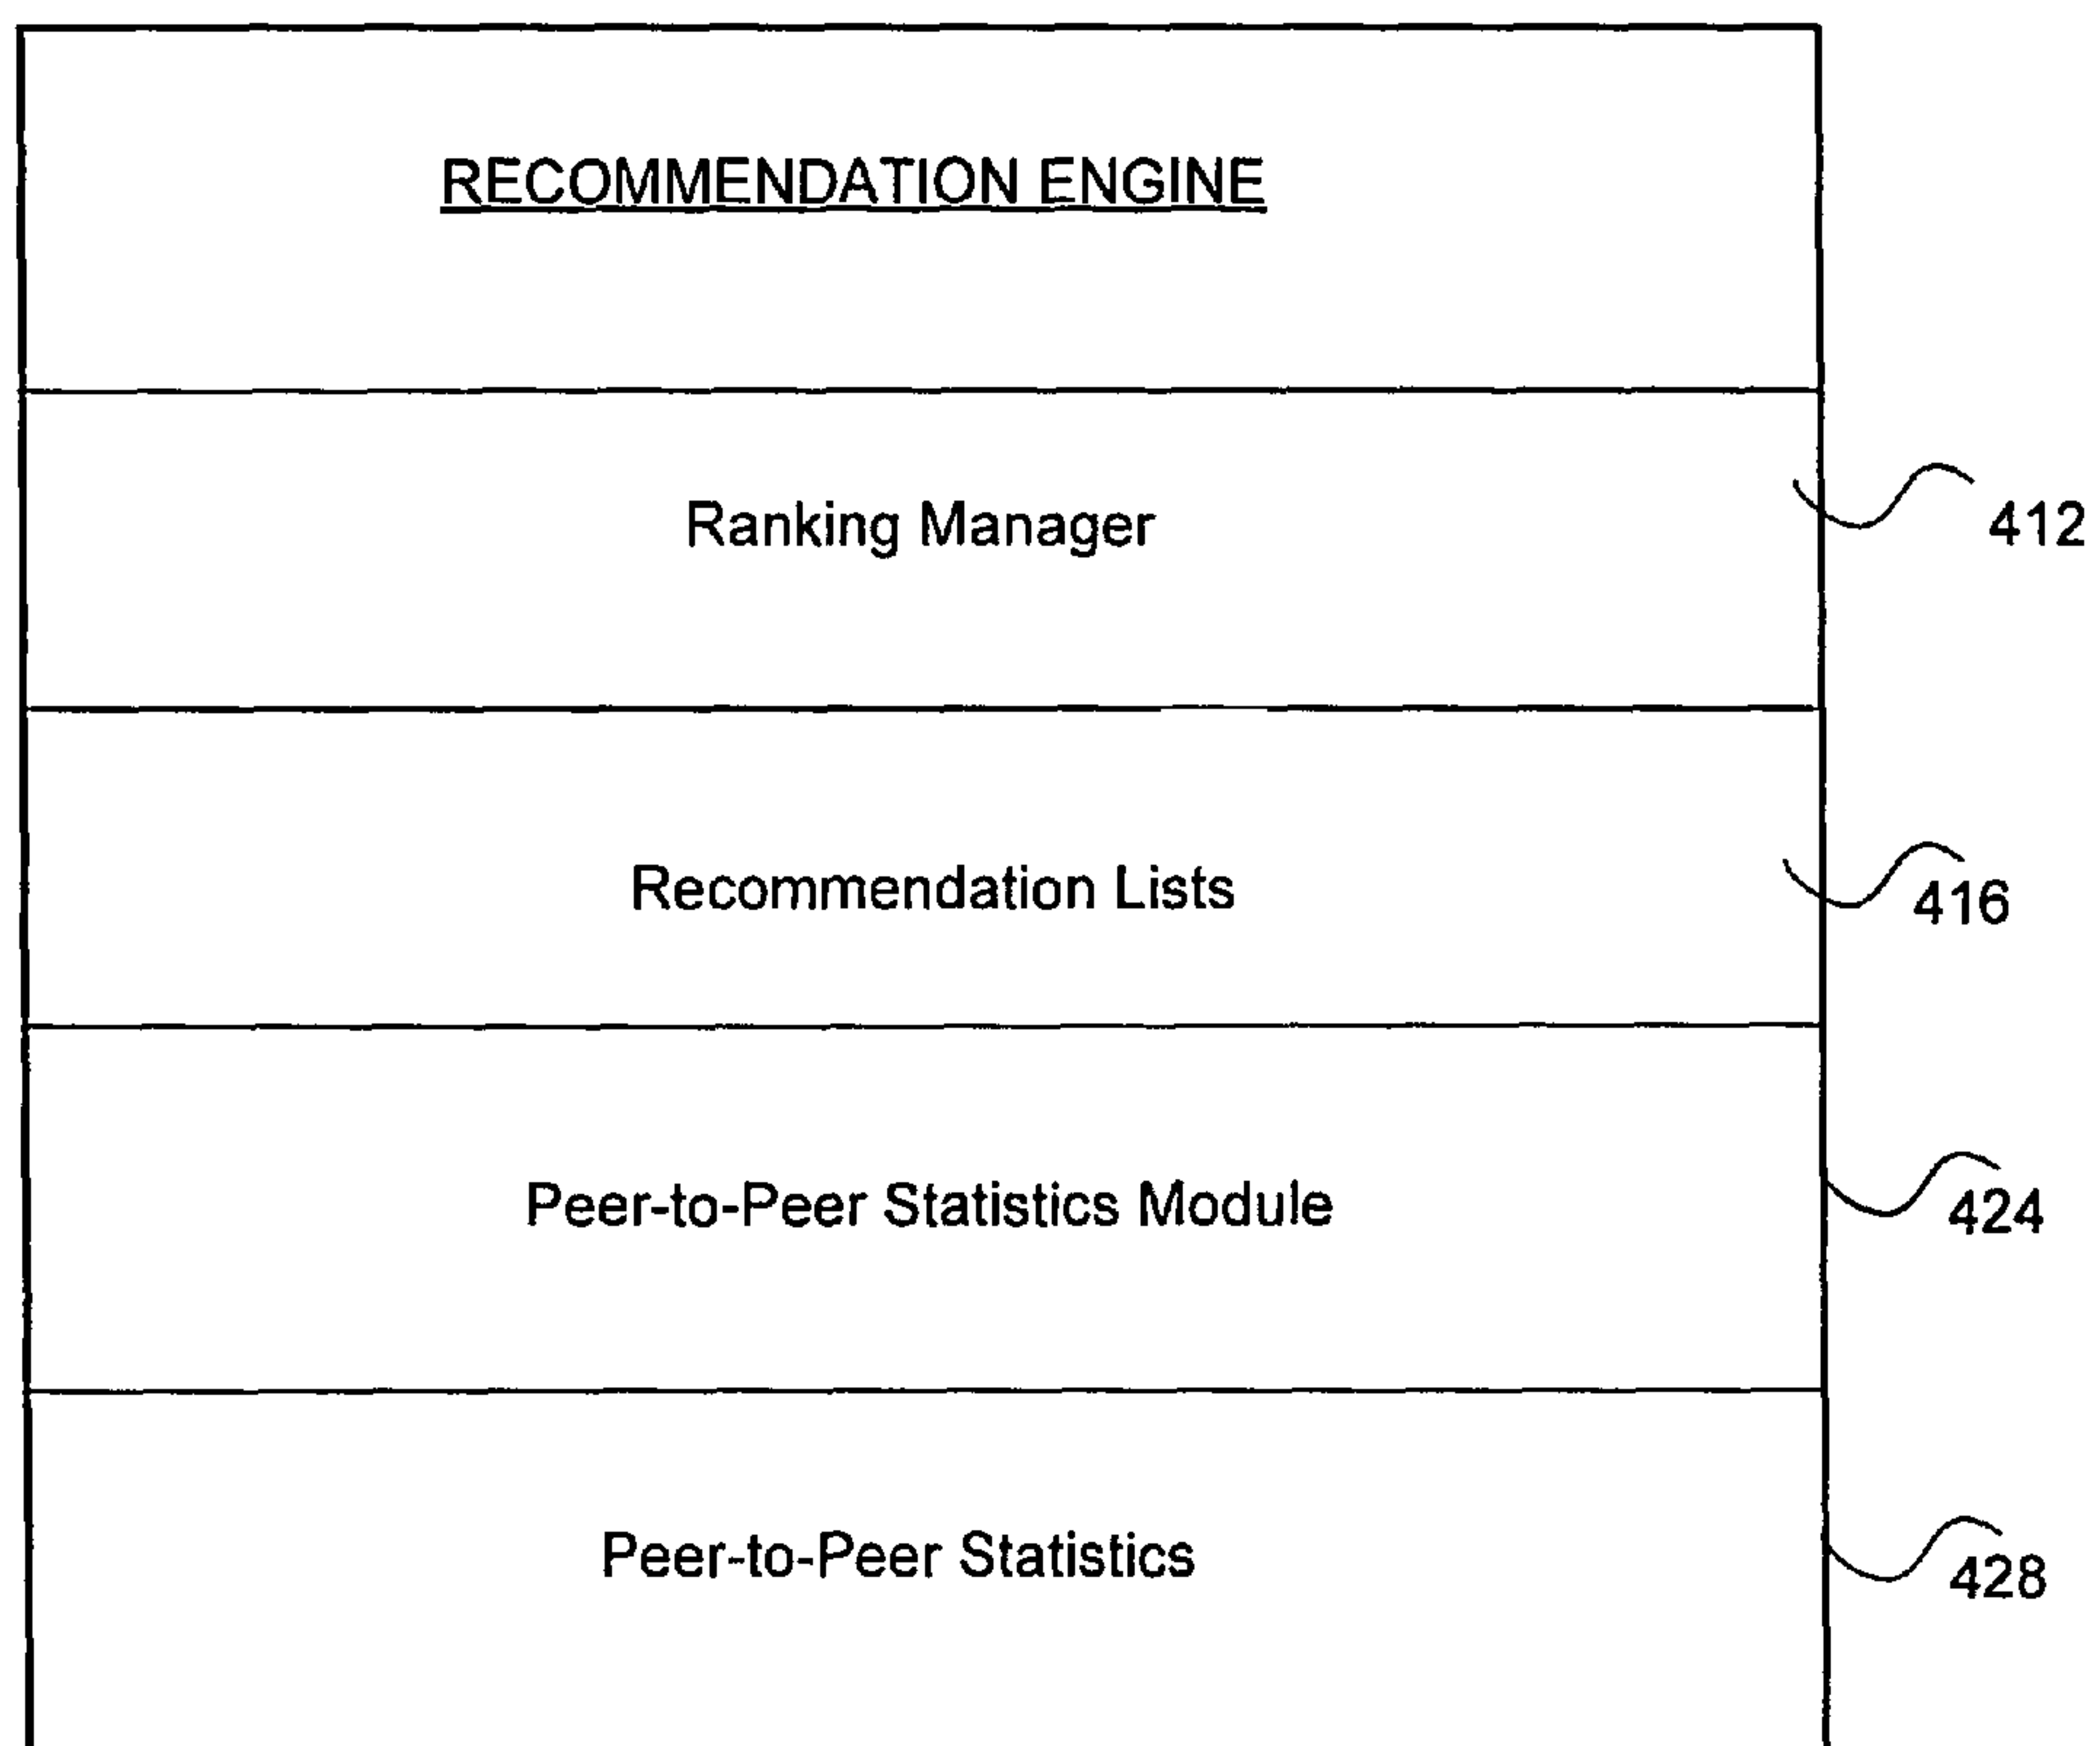 RECOMMENDATION ENGINE
Ranking Manager
412
Recommendation Lists
416
Peer-to-Peer Statistics Module
424
Peer-to-Peer Statistics
428